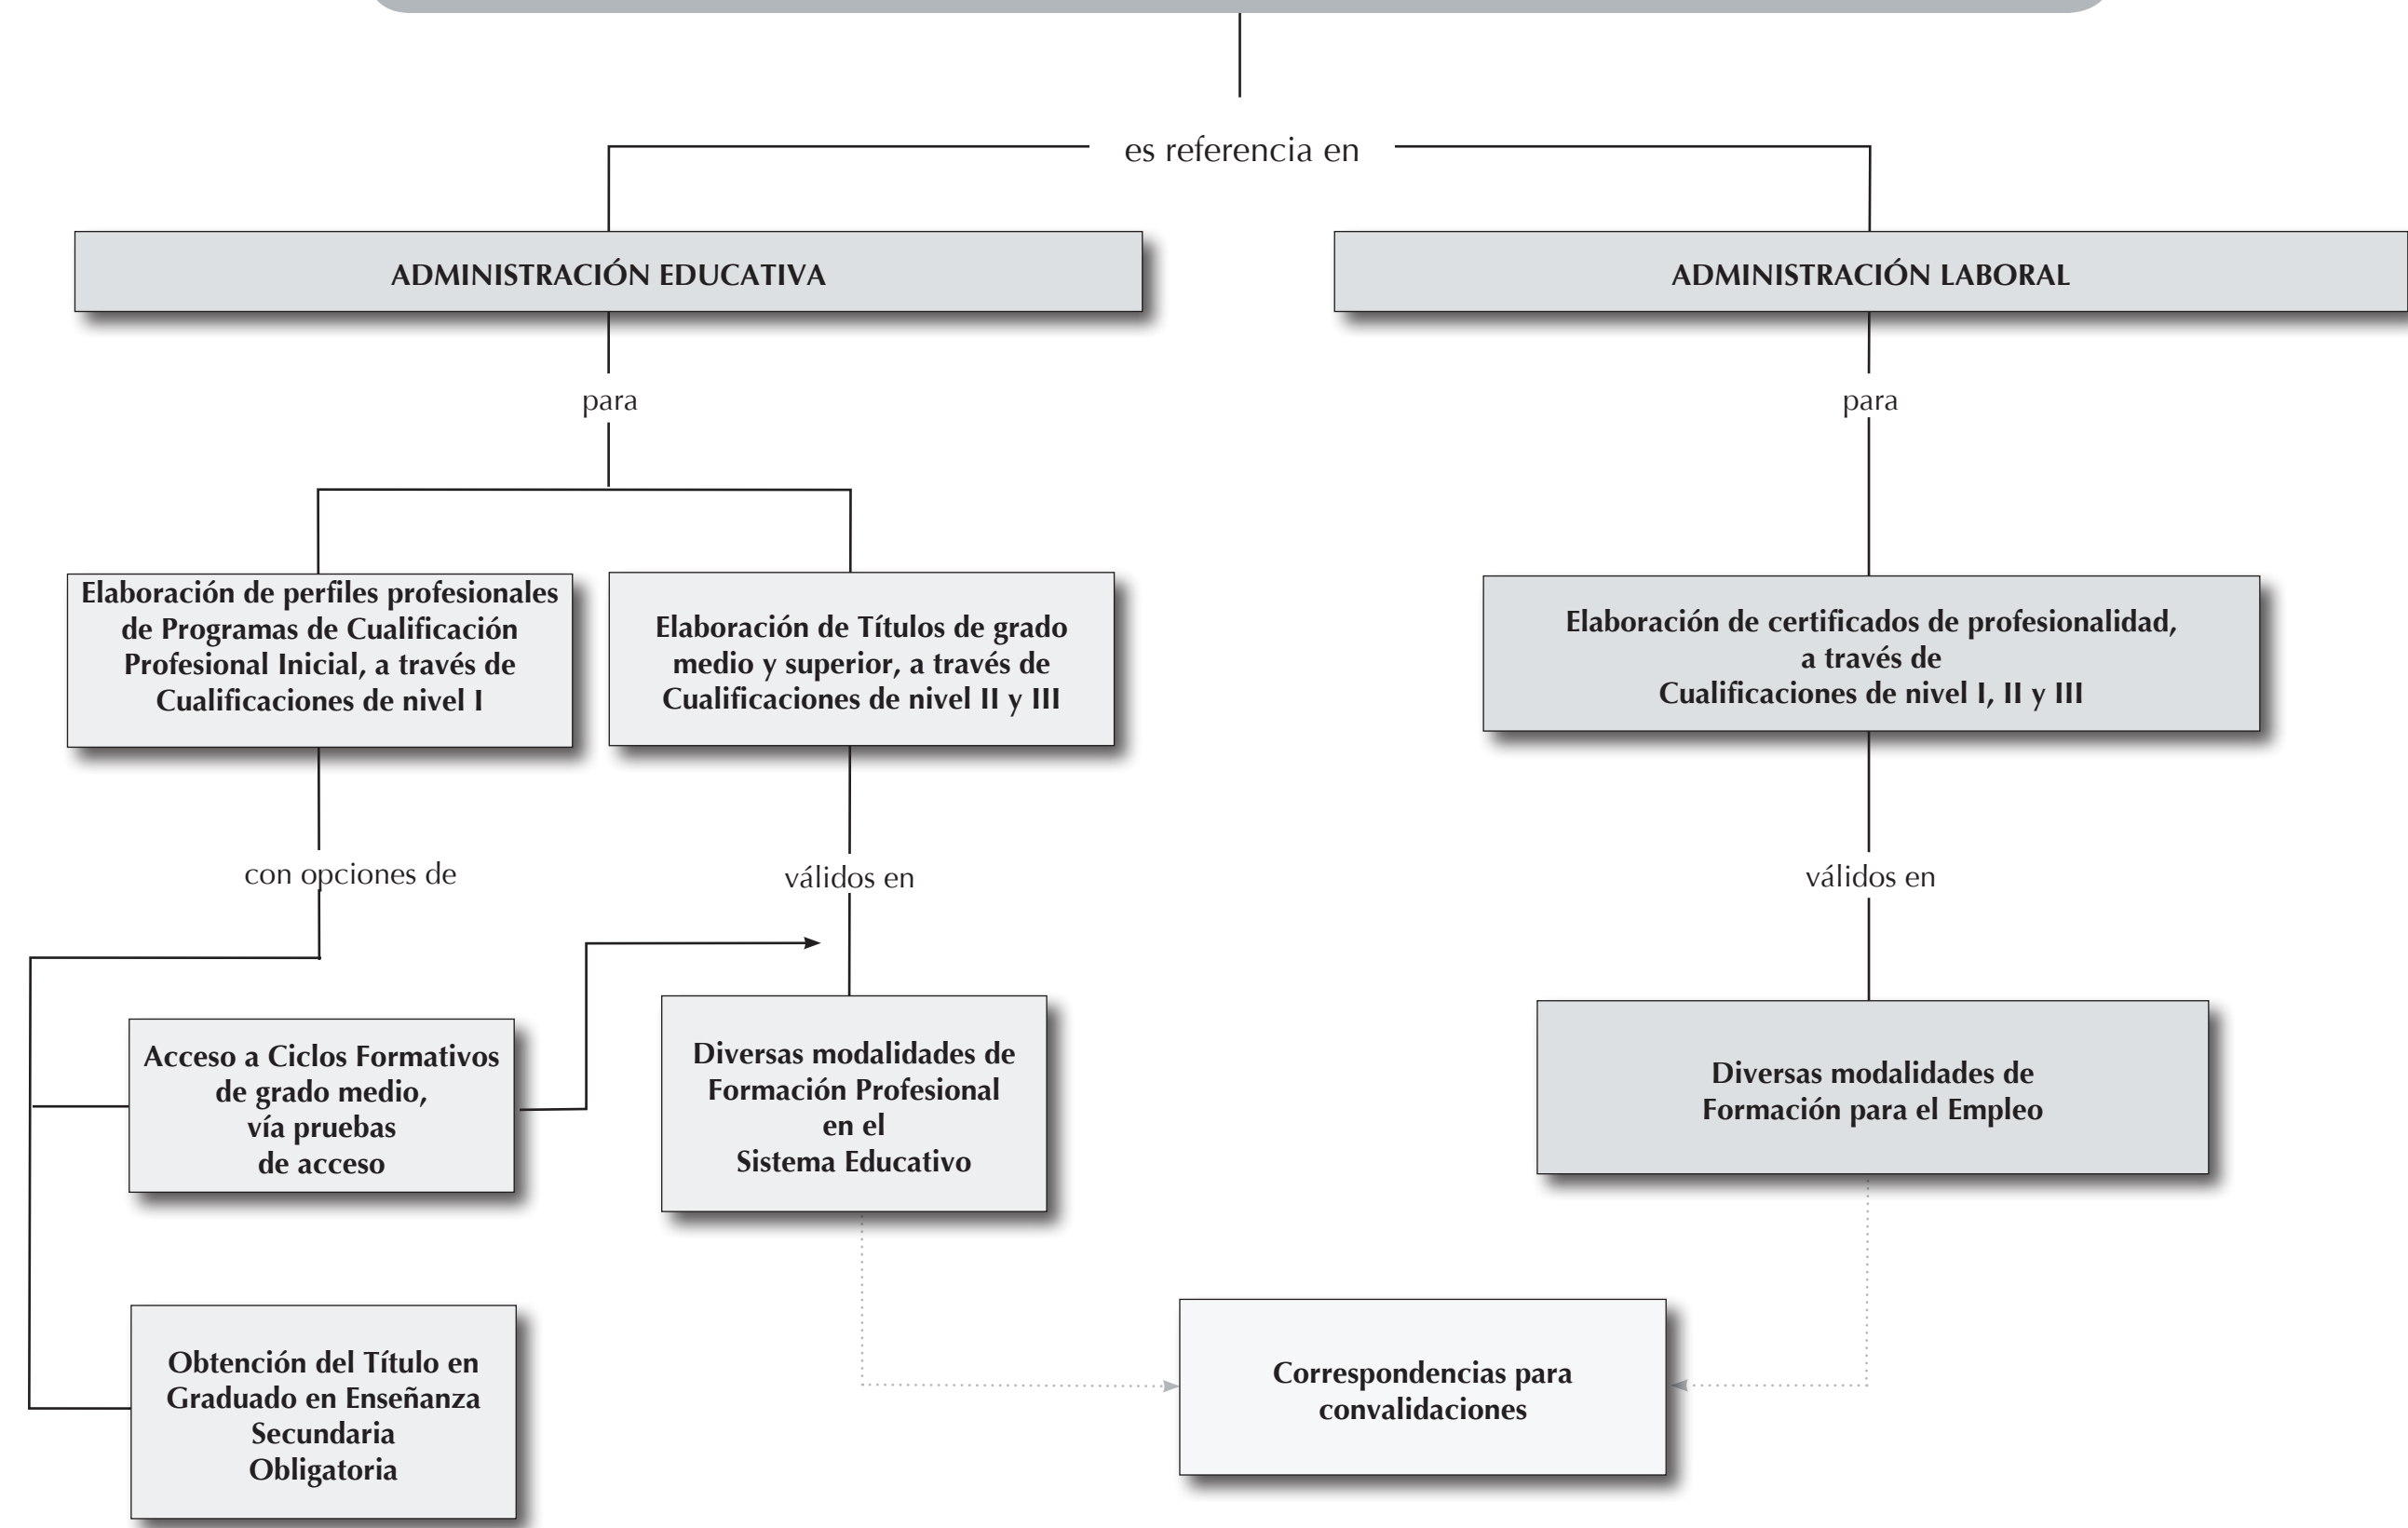 es referencia en
ADMINISTRACIÓN EDUCATIVA
ADMINISTRACIÓN LABORAL
para
para
Elaboración de perfiles profesionales
de Programas de Cualificación
Profesional Inicial, a través de
Cualificaciones de nivel I
Elaboración de Títulos de grado
medio y superior, a través de
Cualificaciones de nivel II y III
Elaboración de certificados de profesionalidad,
a través de
Cualificaciones de nivel I, II y III
con opciones de
válidos en
válidos en
Acceso a Ciclos Formativos
de grado medio,
vía pruebas
de acceso
Diversas modalidades de
Formación Profesional
en el
Sistema Educativo
Diversas modalidades de
Formación para el Empleo
Obtención del Título en
Graduado en Enseñanza
Secundaria
Obligatoria
Correspondencias para
convalidaciones